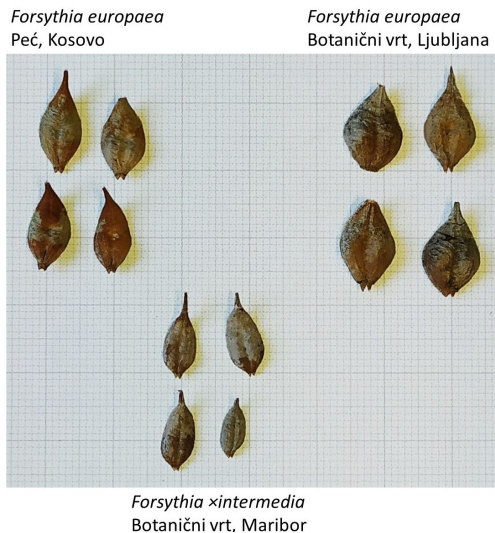 Forsythia europaea
Peć, Kosovo
Forsythia europaea
Botanični vrt, Ljubljana
Forsythia ×intermedia
Botanični vrt, Maribor